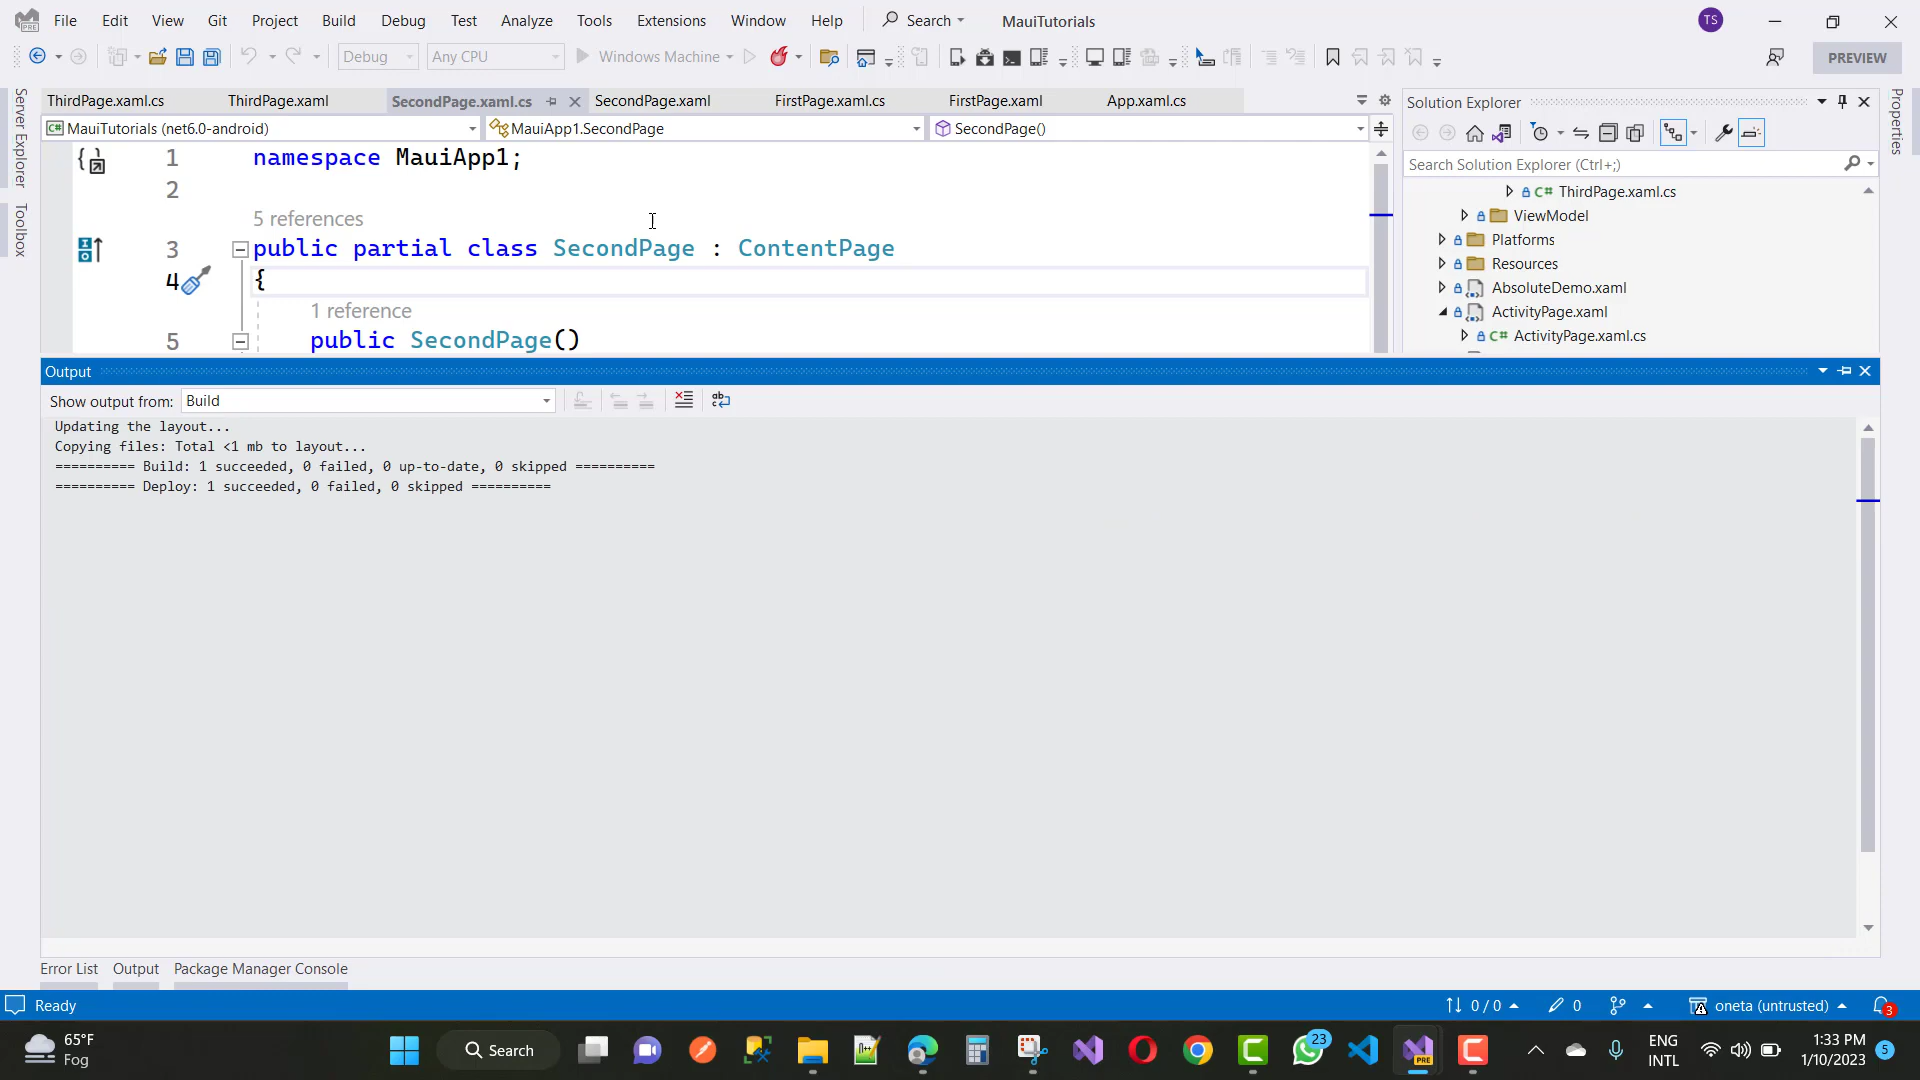 File Edit View Git Project Build Debug Test Analyze Tools Extensions Window Help Search MauiTutorials TS
Debug Any CPU Windows Machine PREVIEW
ThirdPage.xaml.cs ThirdPage.xaml SecondPage.xaml.cs SecondPage.xaml FirstPage.xaml.cs FirstPage.xaml App.xaml.cs
MauiTutorials (net6.0-android) MauiApp1.SecondPage SecondPage()
1 namespace MauiApp1;
2
5 references
3 public partial class SecondPage : ContentPage
4 {
1 reference
5 public SecondPage()
Solution Explorer
Search Solution Explorer (Ctrl+;)
C# ThirdPage.xaml.cs
ViewModel
Platforms
Resources
AbsoluteDemo.xaml
ActivityPage.xaml
C# ActivityPage.xaml.cs
Server Explorer
Toolbox
Properties
Output
Show output from: Build
Updating the layout...
Copying files: Total <1 mb to layout...
========== Build: 1 succeeded, 0 failed, 0 up-to-date, 0 skipped ==========
========== Deploy: 1 succeeded, 0 failed, 0 skipped ==========
Error List Output Package Manager Console
Ready 0 / 0 0 oneta (untrusted) 3
65°F
Fog
Search
23
PRE
ENG
INTL
1:33 PM
1/10/2023
5